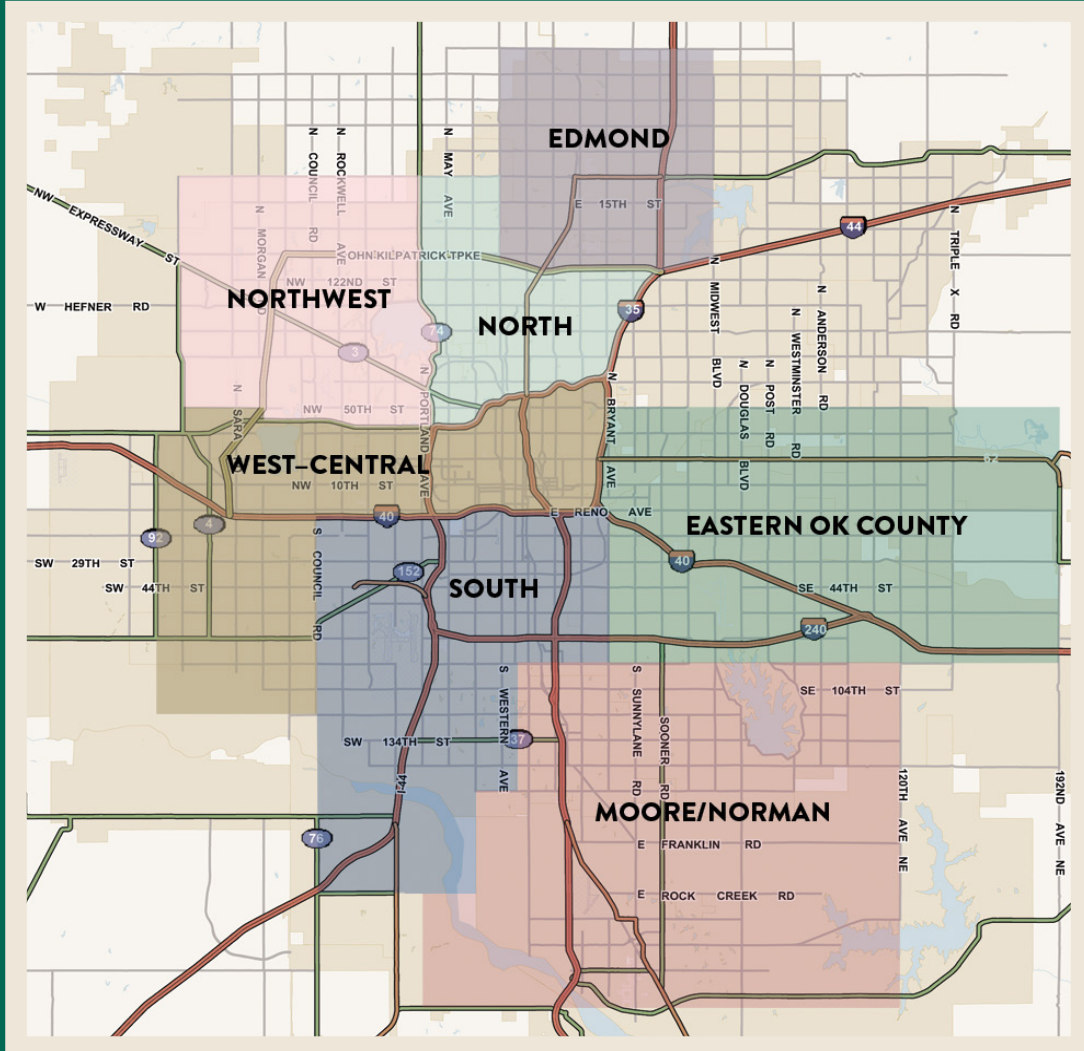 EDMOND
N MAY AVE
N ROCKWELL AVE
N COUNCIL RD
N MORGAN RD
E 15TH ST
NW EXPRESSWAY ST
44
N TRIPLE X RD
JOHN KILPATRICK TPKE
NW 122ND ST
N MIDWEST BLVD
NORTHWEST
W HEFNER RD
N ANDERSON RD
35
N WESTMINSTER RD
NORTH
74
3
N DOUGLAS BLVD
N POST RD
N PORTLAND AVE
N BRYANT AVE
N SARA
NW 50TH ST
WEST–CENTRAL
62
NW 10TH ST
40
E RENO AVE
4
EASTERN OK COUNTY
92
S COUNCIL RD
SW 29TH ST
40
152
SW 44TH ST
SOUTH
SE 44TH ST
240
S WESTERN AVE
S SUNNYLANE RD
SOONER RD
SE 104TH ST
SW 134TH ST
37
I-44
120TH AVE NE
192ND AVE NE
MOORE/NORMAN
76
E FRANKLIN RD
E ROCK CREEK RD